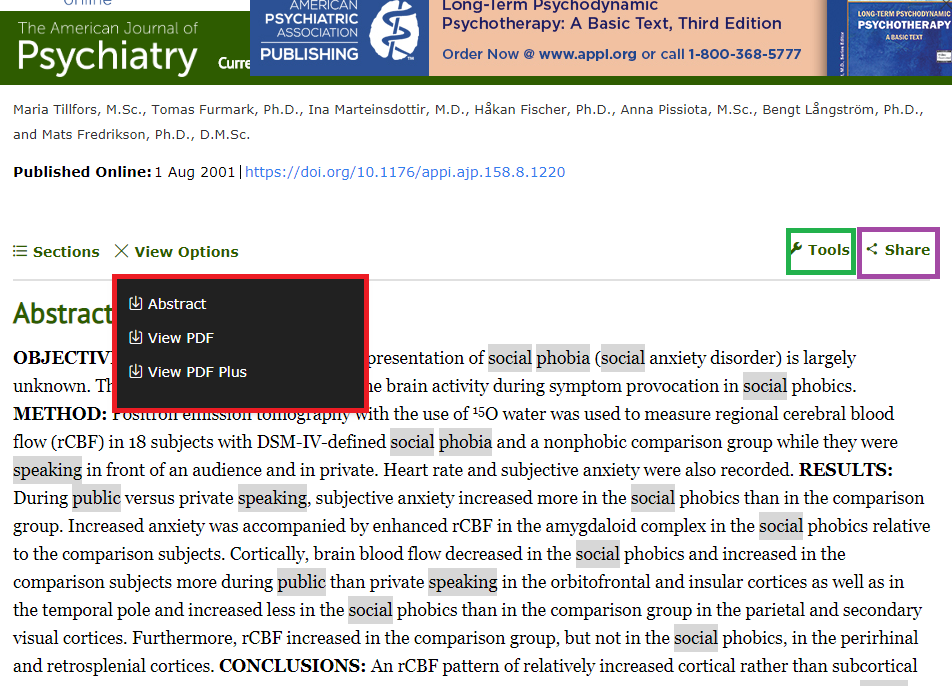 Online
The American Journal of
Psychiatry
Curre
AMERICAN
PSYCHIATRIC
ASSOCIATION
PUBLISHING
Long-Term Psychodynamic
Psychotherapy: A Basic Text, Third Edition
Order Now @ www.appi.org or call 1-800-368-5777
LONG-TERM PSYCHODYNAMIC
PSYCHOTHERAPY
A BASIC TEXT
Maria Tillfors, M.Sc., Tomas Furmark, Ph.D., Ina Marteinsdottir, M.D., Håkan Fischer, Ph.D., Anna Pissiota, M.Sc., Bengt Långström, Ph.D.,
and Mats Fredrikson, Ph.D., D.M.Sc.
Published Online: 1 Aug 2001 | https://doi.org/10.1176/appi.ajp.158.8.1220
Sections View Options Tools Share
Abstract
View PDF
View PDF Plus
Abstract
OBJECTIV presentation of social phobia (social anxiety disorder) is largely
unknown. Th e brain activity during symptom provocation in social phobics.
METHOD: Positron emission tomography with the use of ¹⁵O water was used to measure regional cerebral blood
flow (rCBF) in 18 subjects with DSM-IV-defined social phobia and a nonphobic comparison group while they were
speaking in front of an audience and in private. Heart rate and subjective anxiety were also recorded. RESULTS:
During public versus private speaking, subjective anxiety increased more in the social phobics than in the comparison
group. Increased anxiety was accompanied by enhanced rCBF in the amygdaloid complex in the social phobics relative
to the comparison subjects. Cortically, brain blood flow decreased in the social phobics and increased in the
comparison subjects more during public than private speaking in the orbitofrontal and insular cortices as well as in
the temporal pole and increased less in the social phobics than in the comparison group in the parietal and secondary
visual cortices. Furthermore, rCBF increased in the comparison group, but not in the social phobics, in the perirhinal
and retrosplenial cortices. CONCLUSIONS: An rCBF pattern of relatively increased cortical rather than subcortical